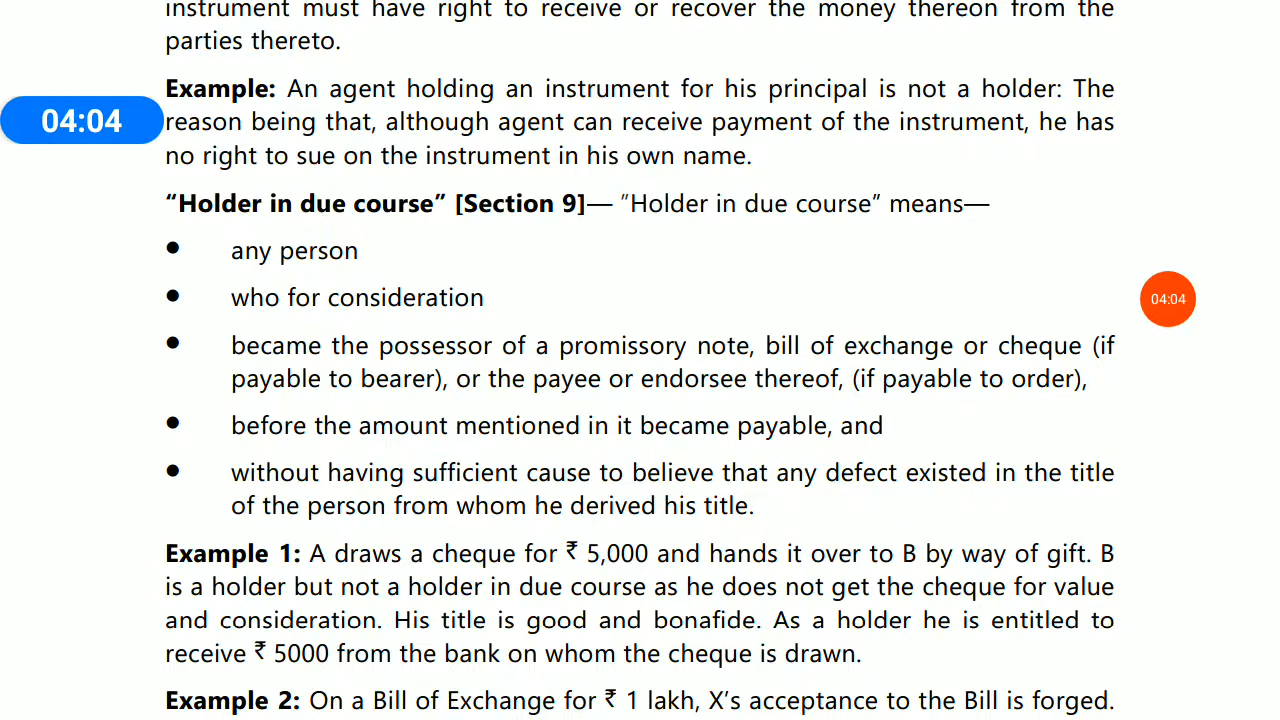 instrument must have right to receive or recover the money thereon from the
parties thereto.
Example: An agent holding an instrument for his principal is not a holder: The
04:04
reason being that, although agent can receive payment of the instrument, he has
no right to sue on the instrument in his own name.
“Holder in due course” [Section 9]— ”Holder in due course” means—
● any person
● who for consideration
04:04
● became the possessor of a promissory note, bill of exchange or cheque (if
payable to bearer), or the payee or endorsee thereof, (if payable to order),
● before the amount mentioned in it became payable, and
● without having sufficient cause to believe that any defect existed in the title
of the person from whom he derived his title.
Example 1: A draws a cheque for ₹ 5,000 and hands it over to B by way of gift. B
is a holder but not a holder in due course as he does not get the cheque for value
and consideration. His title is good and bonafide. As a holder he is entitled to
receive ₹ 5000 from the bank on whom the cheque is drawn.
Example 2: On a Bill of Exchange for ₹ 1 lakh, X’s acceptance to the Bill is forged.